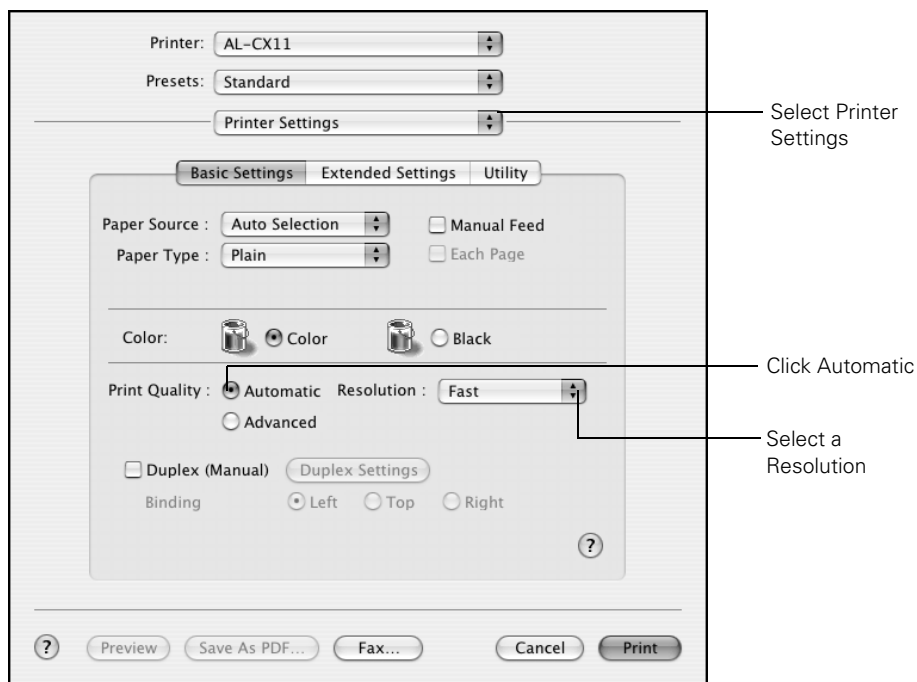 Printer: AL-CX11
Presets: Standard
Printer Settings
Select Printer
Settings
Basic Settings Extended Settings Utility
Paper Source : Auto Selection Manual Feed
Paper Type : Plain Each Page
Color: Color Black
Print Quality : Automatic Resolution : Fast
Click Automatic
Advanced
Select a
Resolution
Duplex (Manual) Duplex Settings
Binding Left Top Right
?
? Preview Save As PDF... Fax... Cancel Print